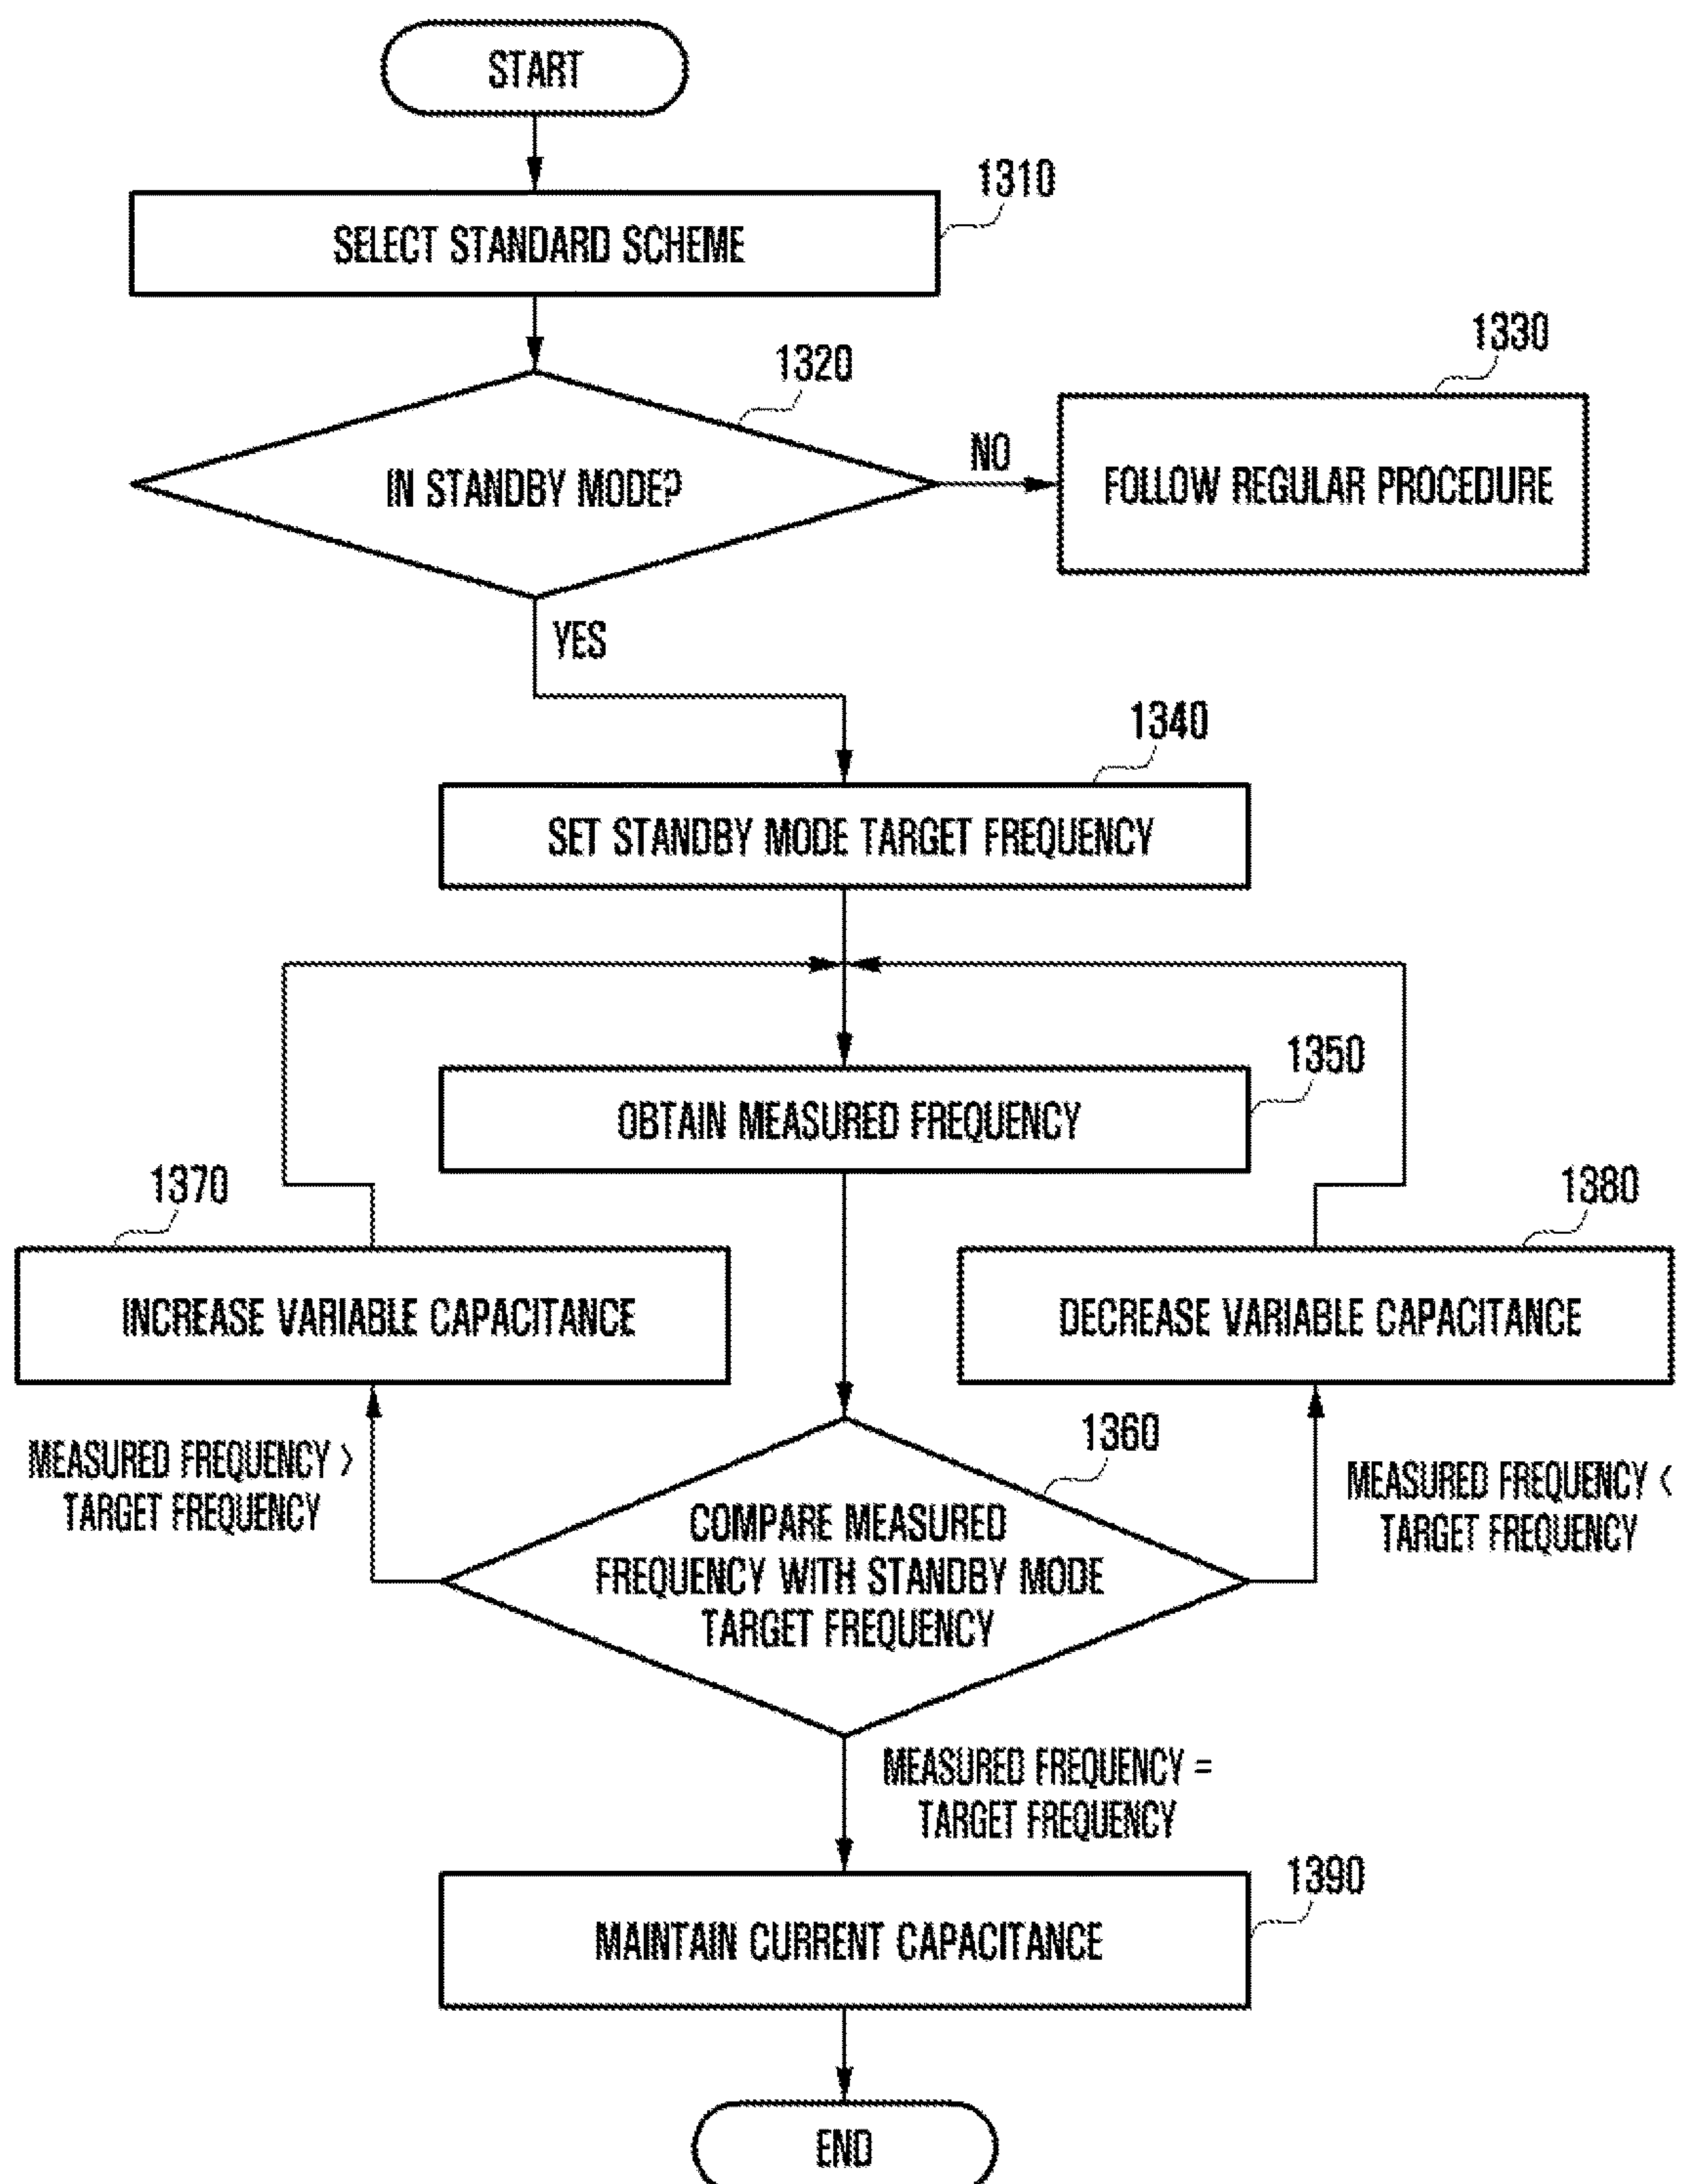 START
1310
SELECT STANDARD SCHEME
1320
1330
IN STANDBY MODE?
NO
FOLLOW REGULAR PROCEDURE
YES
1340
SET STANDBY MODE TARGET FREQUENCY
1350
OBTAIN MEASURED FREQUENCY
1370
1380
INCREASE VARIABLE CAPACITANCE
DECREASE VARIABLE CAPACITANCE
MEASURED FREQUENCY >
TARGET FREQUENCY
1360
COMPARE MEASURED
FREQUENCY WITH STANDBY MODE
TARGET FREQUENCY
MEASURED FREQUENCY <
TARGET FREQUENCY
MEASURED FREQUENCY =
TARGET FREQUENCY
1390
MAINTAIN CURRENT CAPACITANCE
END